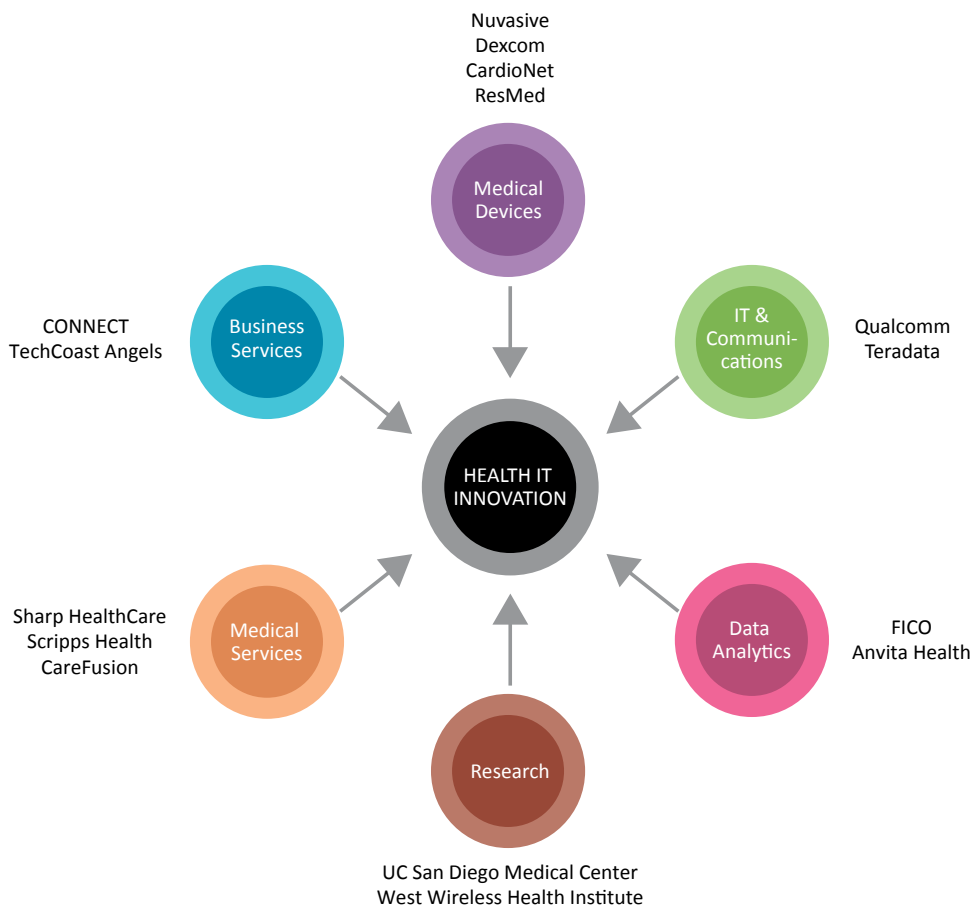 Nuvasive
Dexcom
CardioNet
ResMed
Medical
Devices
CONNECT
TechCoast Angels
Business
Services
IT &
Communi-
cations
Qualcomm
Teradata
HEALTH IT
INNOVATION
Sharp HealthCare
Scripps Health
CareFusion
Medical
Services
Data
Analytics
FICO
Anvita Health
Research
UC San Diego Medical Center
West Wireless Health Institute